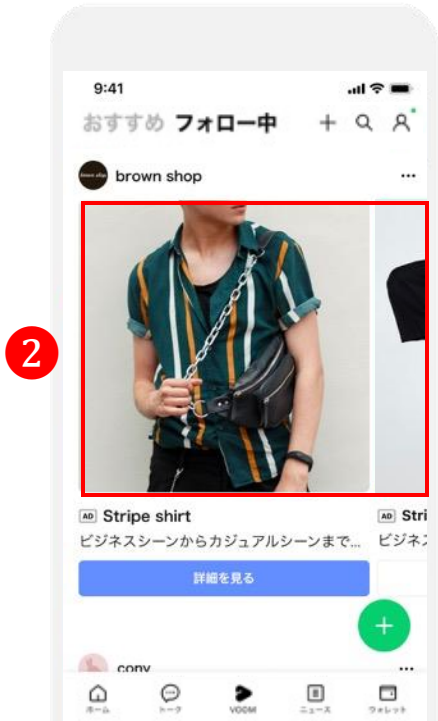 9:41
おすすめ フォロー中
brown shop
2
AD Stripe shirt
AD Stri
ビジネスシーンからカジュアルシーンまで...
ビジネス
詳細を見る
cony
ホーム
トーク
VOOM
ニュース
ウォレット